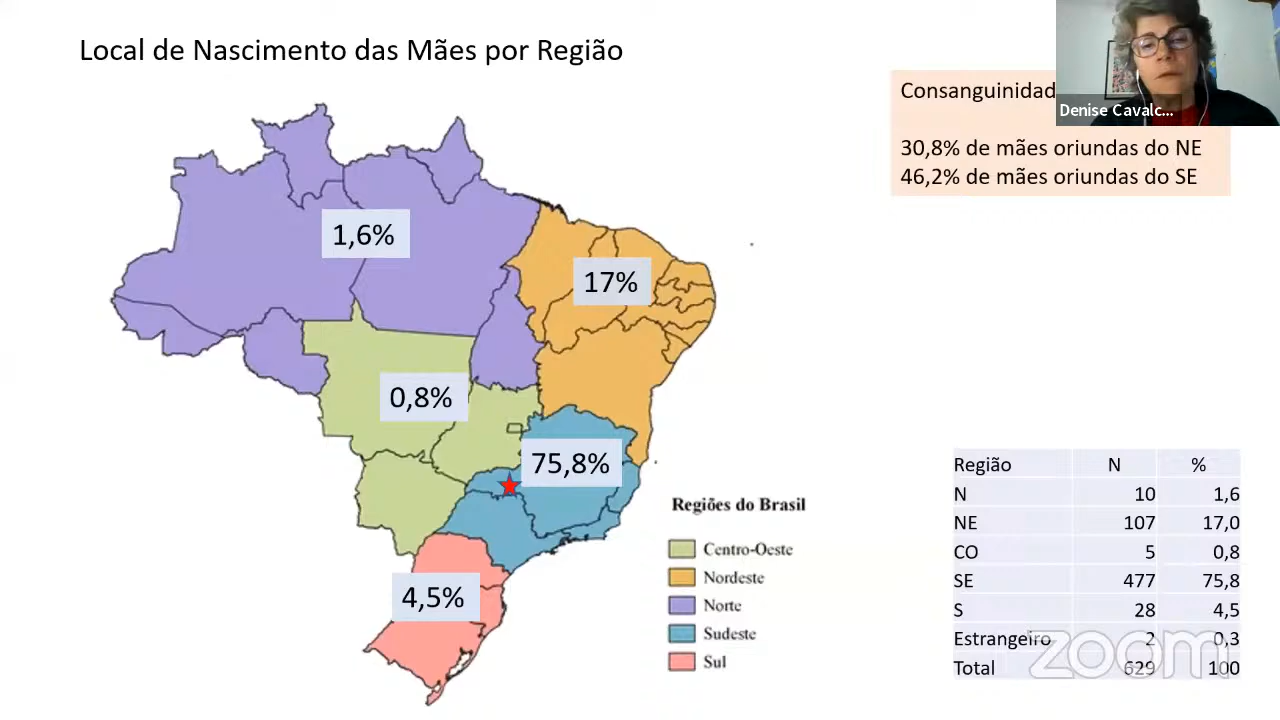 Local de Nascimento das Mães por Região
Consanguinidad
Denise Cavalc...
30,8% de mães oriundas do NE
46,2% de mães oriundas do SE
1,6%
17%
0,8%
75,8%
4,5%
Regiões do Brasil
Centro-Oeste
Nordeste
Norte
Sudeste
Sul
Região N %
N 10 1,6
NE 107 17,0
CO 5 0,8
SE 477 75,8
S 28 4,5
Estrangeiro 2 0,3
Total 629 100
zoom